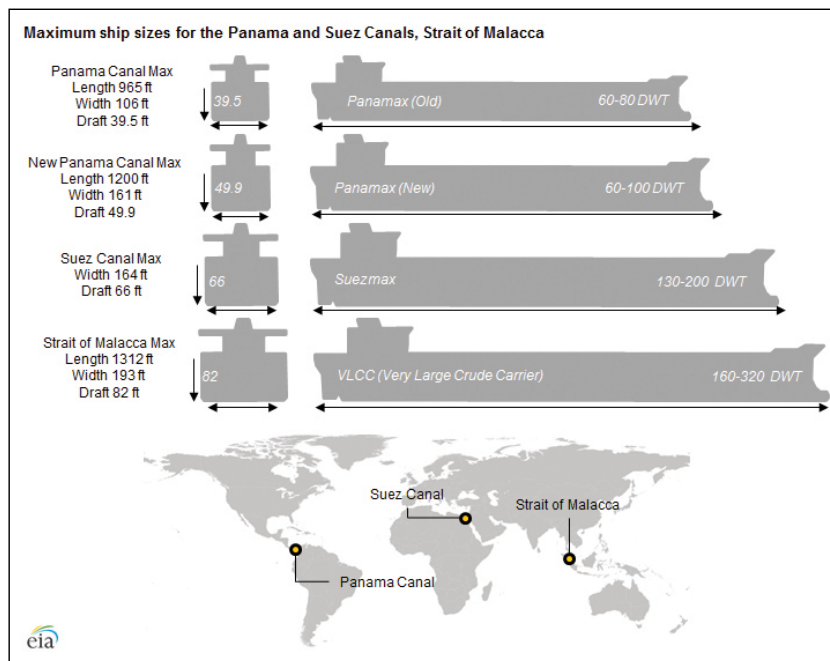 Maximum ship sizes for the Panama and Suez Canals, Strait of Malacca
Panama Canal Max
Length 965 ft
Width 106 ft
Draft 39.5 ft
39.5
Panamax (Old)
60-80 DWT
New Panama Canal Max
Length 1200 ft
Width 161 ft
Draft 49.9
49.9
Panamax (New)
60-100 DWT
Suez Canal Max
Width 164 ft
Draft 66 ft
66
Suezmax
130-200 DWT
Strait of Malacca Max
Length 1312 ft
Width 193 ft
Draft 82 ft
82
VLCC (Very Large Crude Carrier)
160-320 DWT
Suez Canal
Strait of Malacca
Panama Canal
eia